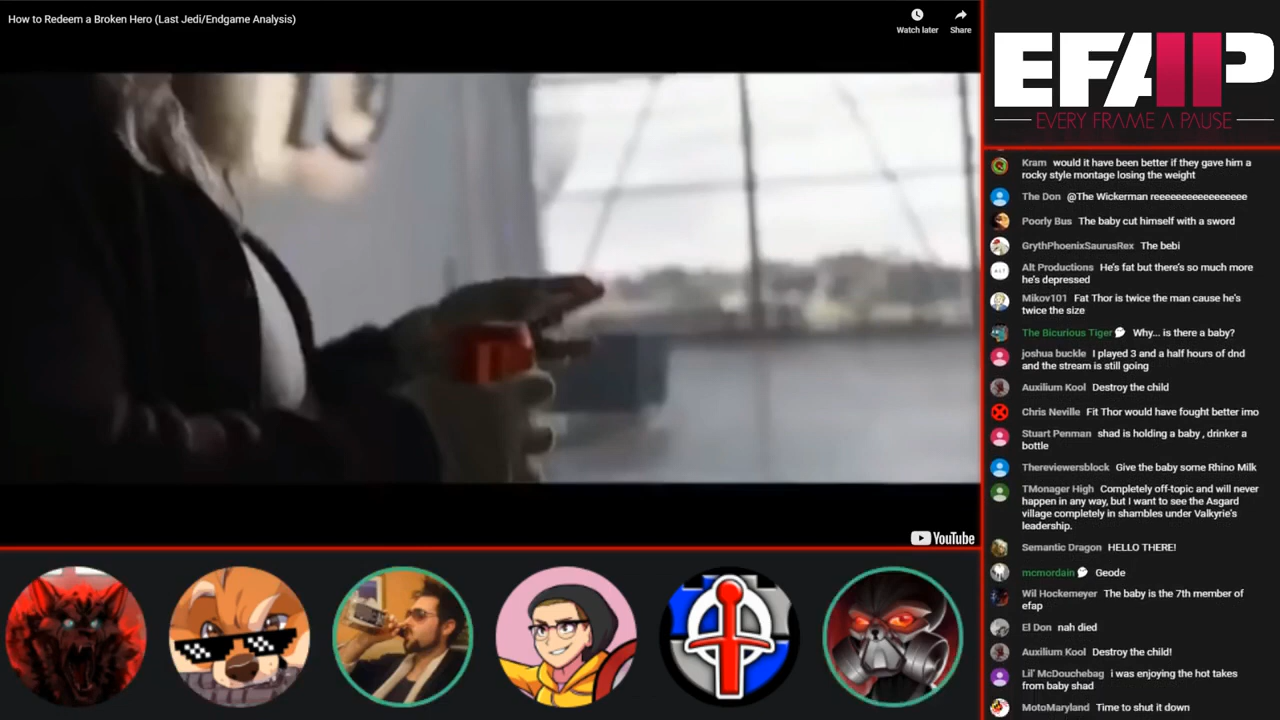 How to Redeem a Broken Hero (Last Jedi/Endgame Analysis)
Watch later
Share
YouTube
EFAP
EVERY FRAME A PAUSE
Kram would it have been better if they gave him a
rocky style montage losing the weight
The Don @The Wickerman reeeeeeeeeeeeeeeee
Poorly Bus The baby cut himself with a sword
GrythPhoenixSaurusRex The bebi
Alt Productions He's fat but there's so much more
he's depressed
Mikov101 Fat Thor is twice the man cause he's
twice the size
The Bicurious Tiger Why... is there a baby?
joshua buckle I played 3 and a half hours of dnd
and the stream is still going
Auxilium Kool Destroy the child
Chris Neville Fit Thor would have fought better imo
Stuart Penman shad is holding a baby , drinker a
bottle
Thereviewersblock Give the baby some Rhino Milk
TMonager High Completely off-topic and will never
happen in any way, but I want to see the Asgard
village completely in shambles under Valkyrie's
leadership.
Semantic Dragon HELLO THERE!
mcmordain Geode
Wil Hockemeyer The baby is the 7th member of
efap
El Don nah died
Auxilium Kool Destroy the child!
Lil' McDouchebag i was enjoying the hot takes
from baby shad
MotoMaryland Time to shut it down